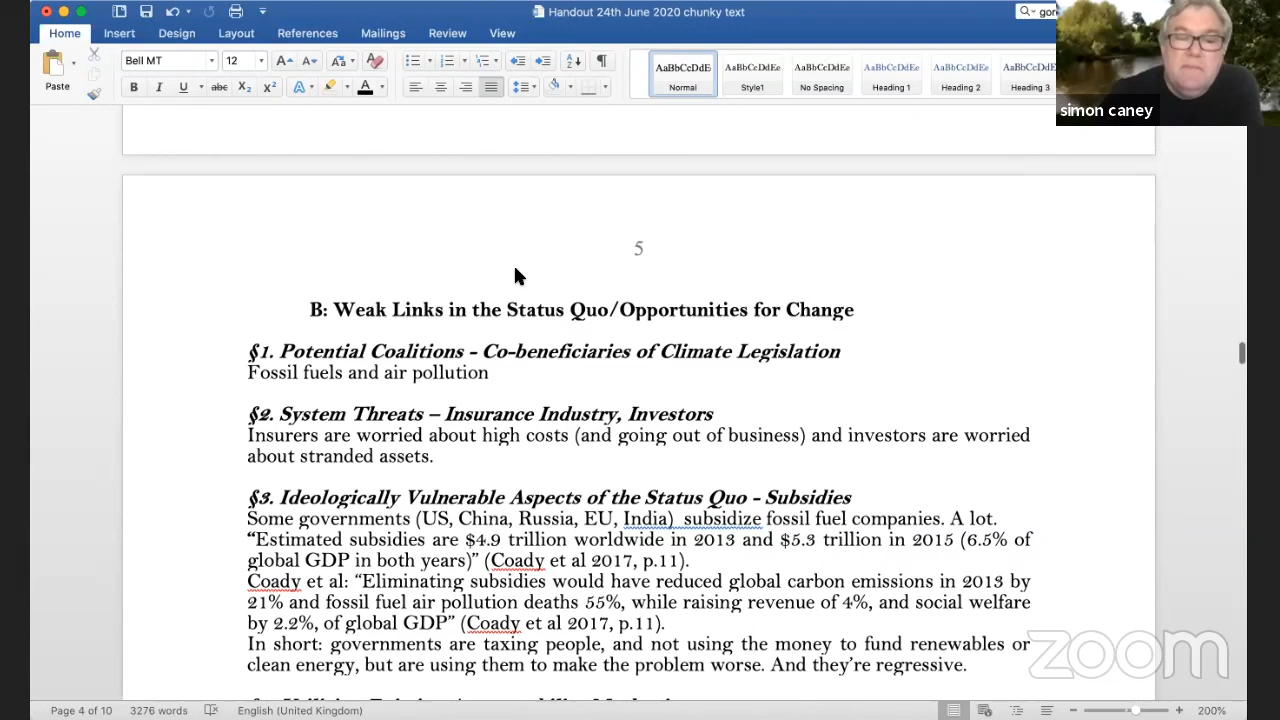 Handout 24th June 2020 chunky text
gor
Home Insert Design Layout References Mailings Review View
Paste
Bell MT 12
B I U abc X2 X2
AaBbCcDdE AaBbCcDdEe AaBbCcDdEe AaBbCcDdEe AaBbCcDdEe AaBbCcDdE
Normal Style1 No Spacing Heading 1 Heading 2 Heading 3
simon caney
5
B: Weak Links in the Status Quo/Opportunities for Change
§1. Potential Coalitions - Co-beneficiaries of Climate Legislation
Fossil fuels and air pollution
§2. System Threats – Insurance Industry, Investors
Insurers are worried about high costs (and going out of business) and investors are worried
about stranded assets.
§3. Ideologically Vulnerable Aspects of the Status Quo - Subsidies
Some governments (US, China, Russia, EU, India) subsidize fossil fuel companies. A lot.
“Estimated subsidies are $4.9 trillion worldwide in 2013 and $5.3 trillion in 2015 (6.5% of
global GDP in both years)” (Coady et al 2017, p.11).
Coady et al: “Eliminating subsidies would have reduced global carbon emissions in 2013 by
21% and fossil fuel air pollution deaths 55%, while raising revenue of 4%, and social welfare
by 2.2%, of global GDP” (Coady et al 2017, p.11).
In short: governments are taxing people, and not using the money to fund renewables or
clean energy, but are using them to make the problem worse. And they’re regressive.
zoom
Page 4 of 10 3276 words English (United Kingdom) 200%